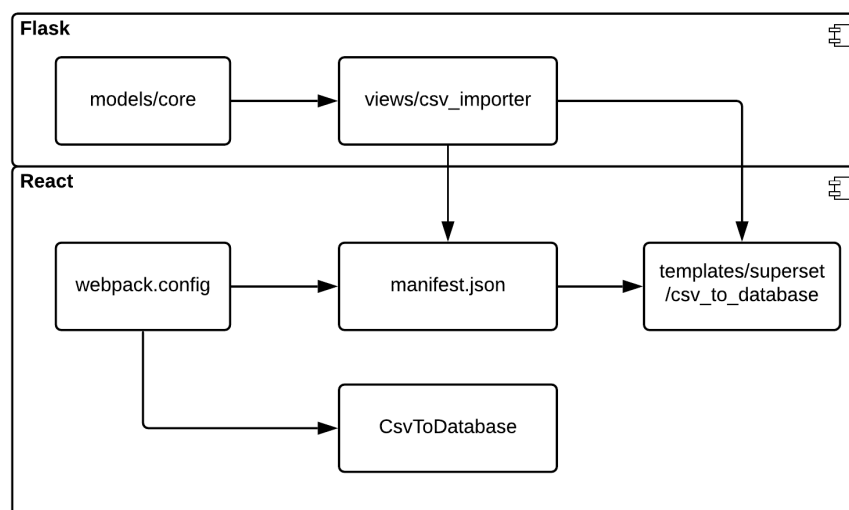 Flask
models/core
views/csv_importer
React
webpack.config
manifest.json
templates/superset
/csv_to_database
CsvToDatabase